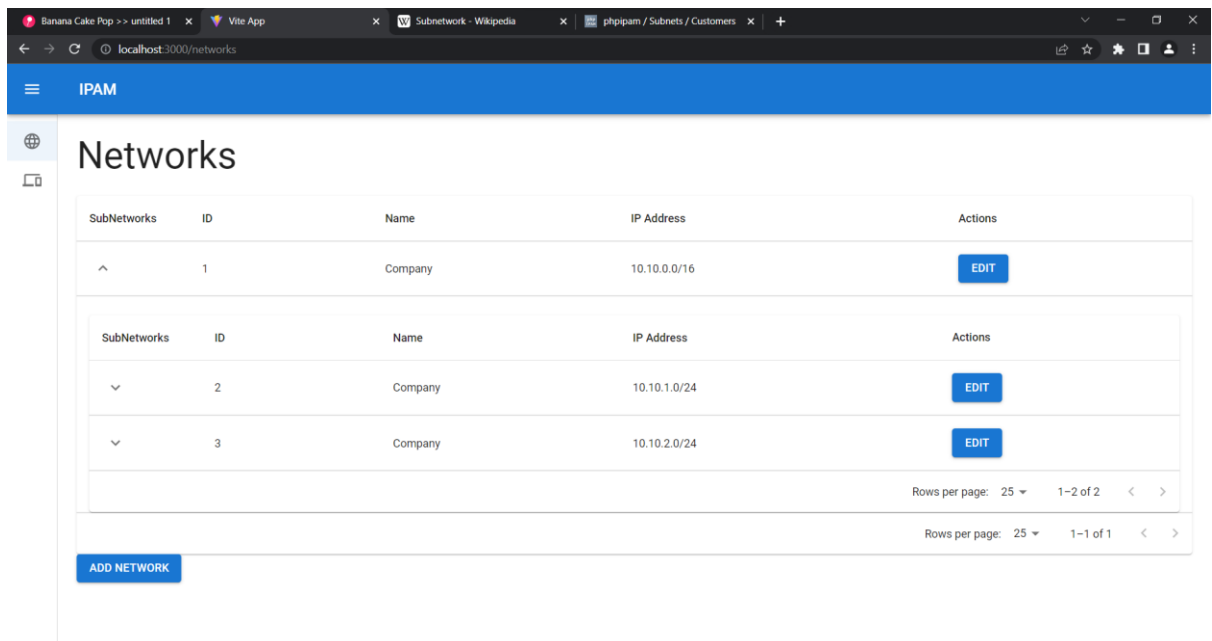 Banana Cake Pop >> untitled 1 Vite App Subnetwork - Wikipedia phpipam / Subnets / Customers
localhost:3000/networks
IPAM
Networks
SubNetworks ID Name IP Address Actions
1 Company 10.10.0.0/16 EDIT
SubNetworks ID Name IP Address Actions
2 Company 10.10.1.0/24 EDIT
3 Company 10.10.2.0/24 EDIT
Rows per page: 25 1–2 of 2
Rows per page: 25 1–1 of 1
ADD NETWORK